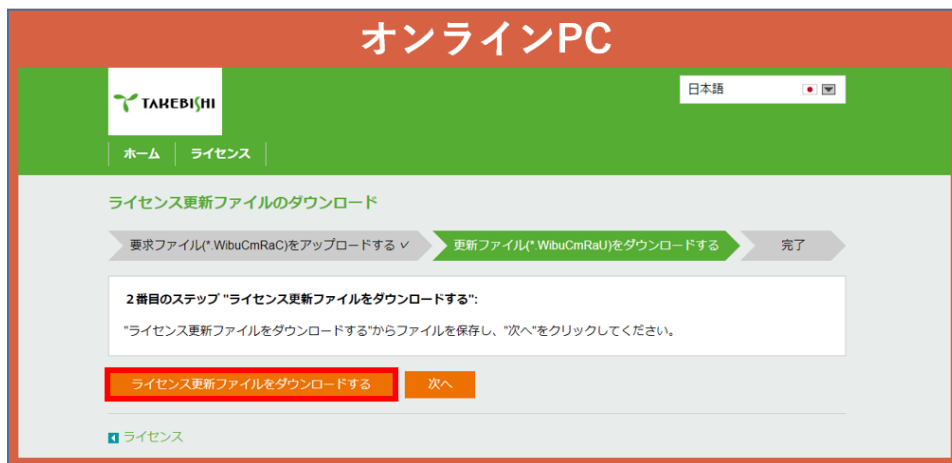 オンラインPC
TAKEBISHI
日本語
ホーム
ライセンス
ライセンス更新ファイルのダウンロード
要求ファイル(*.WibuCmRaC)をアップロードする ✓
更新ファイル(*.WibuCmRaU)をダウンロードする
完了
2番目のステップ "ライセンス更新ファイルをダウンロードする":
"ライセンス更新ファイルをダウンロードする"からファイルを保存し、"次へ"をクリックしてください。
ライセンス更新ファイルをダウンロードする
次へ
ライセンス